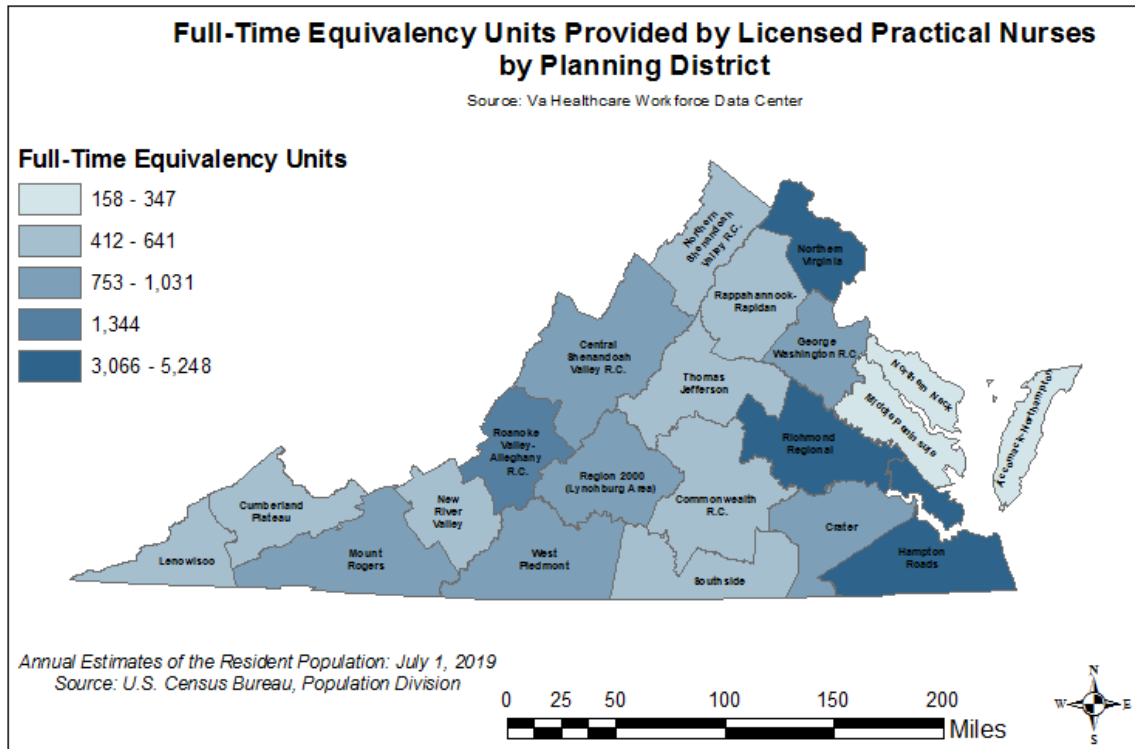 Full-Time Equivalency Units Provided by Licensed Practical Nurses
by Planning District
Source: Va Healthcare Workforce Data Center
Full-Time Equivalency Units
158 - 347
412 - 641
753 - 1,031
1,344
3,066 - 5,248
Northern
Shenandoah
Valley R.C.
Northern
Virginia
Rappahannock-
Rapidan
Central
Shenandoah
Valley R.C.
George
Washington R.C.
Thomas
Jefferson
Northern Neck
Middle Peninsula
Accomack-Northampton
Roanoke
Valley-
Alleghany
R.C.
Richmond
Regional
Region 2000
(Lynchburg Area)
Commonwealth
R.C.
Cumberland
Plateau
New
River
Valley
Crater
Lenowisco
Mount
Rogers
West
Piedmont
Southside
Hampton
Roads
Annual Estimates of the Resident Population: July 1, 2019
Source: U.S. Census Bureau, Population Division
0 25 50 100 150 200
Miles
N
W E
S